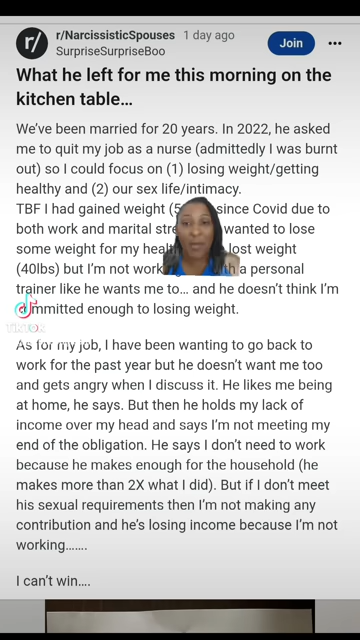 r/
r/NarcissisticSpouses 1 day ago
SurpriseSurpriseBoo
Join
What he left for me this morning on the
kitchen table…
We've been married for 20 years. In 2022, he asked
me to quit my job as a nurse (admittedly I was burnt
out) so I could focus on (1) losing weight/getting
healthy and (2) our sex life/intimacy.
TBF I had gained weight (5 since Covid due to
both work and marital stre wanted to lose
some weight for my heal lost weight
(40lbs) but I'm not work a personal
trainer like he wants me to… and he doesn't think I'm
committed enough to losing weight.
TikTok
As for my job, I have been wanting to go back to
work for the past year but he doesn't want me too
and gets angry when I discuss it. He likes me being
at home, he says. But then he holds my lack of
income over my head and says I'm not meeting my
end of the obligation. He says I don't need to work
because he makes enough for the household (he
makes more than 2X what I did). But if I don't meet
his sexual requirements then I'm not making any
contribution and he's losing income because I'm not
working…….
I can't win….